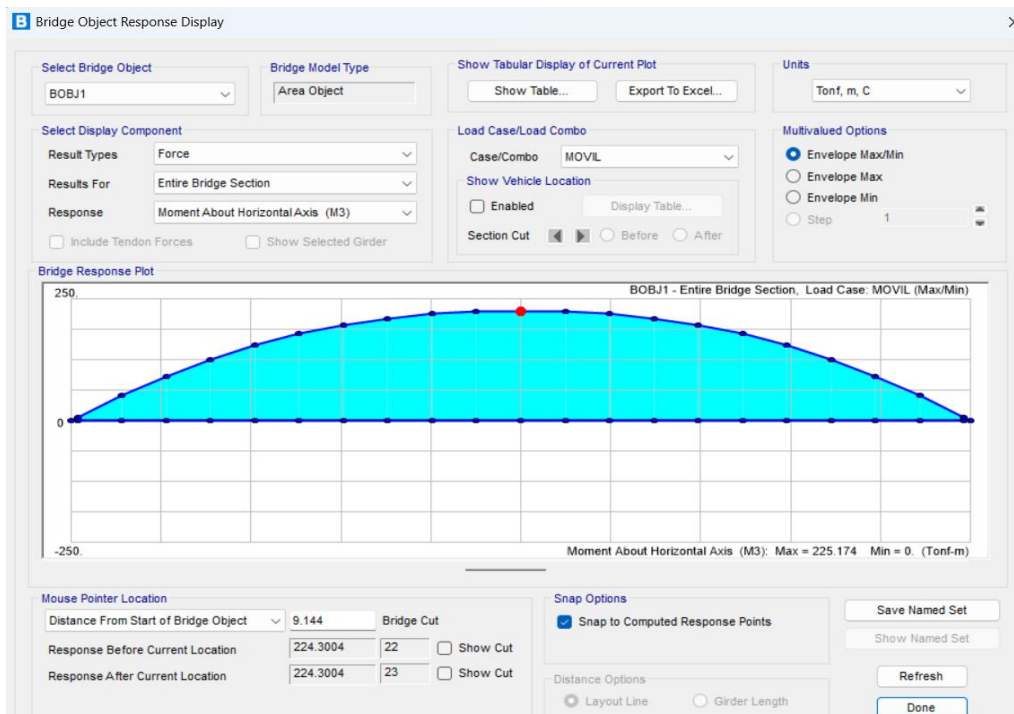 B Bridge Object Response Display
Select Bridge Object
BOBJ1
Bridge Model Type
Area Object
Show Tabular Display of Current Plot
Show Table...
Export To Excel...
Units
Tonf, m, C
Select Display Component
Result Types
Force
Results For
Entire Bridge Section
Response
Moment About Horizontal Axis (M3)
Include Tendon Forces
Show Selected Girder
Load Case/Load Combo
Case/Combo
MOVIL
Show Vehicle Location
Enabled
Display Table...
Section Cut
Before
After
Multivalued Options
Envelope Max/Min
Envelope Max
Envelope Min
Step
1
Bridge Response Plot
250.
BOBJ1 - Entire Bridge Section, Load Case: MOVIL (Max/Min)
0
-250.
Moment About Horizontal Axis (M3): Max = 225.174 Min = 0. (Tonf-m)
Mouse Pointer Location
Distance From Start of Bridge Object
9.144
Bridge Cut
Response Before Current Location
224.3004
22
Show Cut
Response After Current Location
224.3004
23
Show Cut
Snap Options
Snap to Computed Response Points
Distance Options
Layout Line
Girder Length
Save Named Set
Show Named Set
Refresh
Done